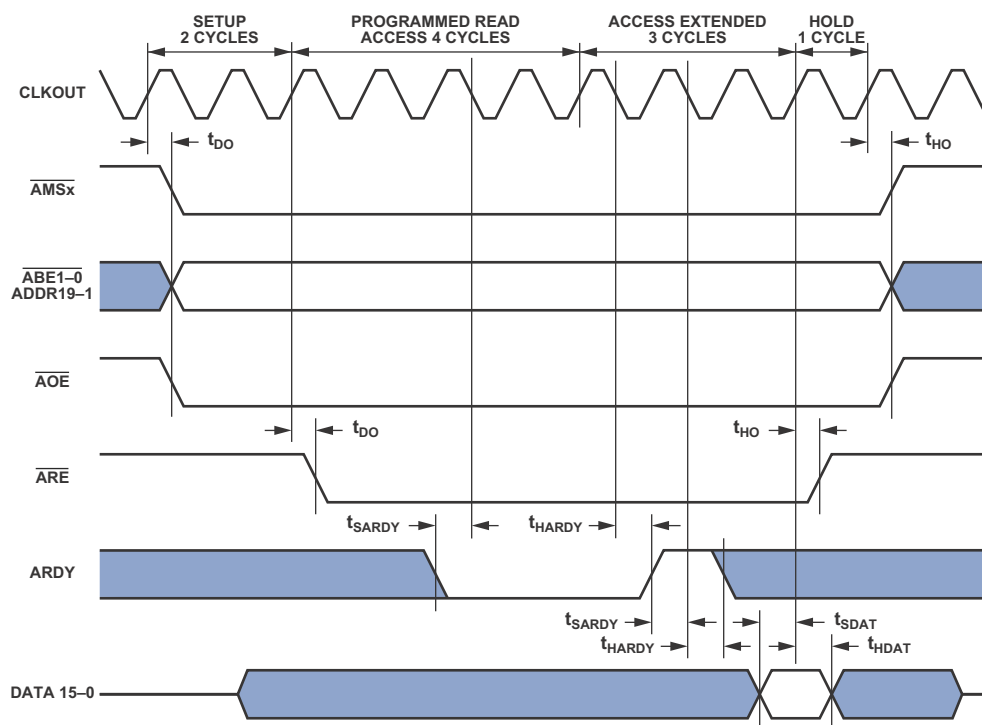 SETUP
2 CYCLES
PROGRAMMED READ
ACCESS 4 CYCLES
ACCESS EXTENDED
3 CYCLES
HOLD
1 CYCLE
CLKOUT
tDO
tHO
AMSx
ABE1–0
ADDR19–1
AOE
tDO
tHO
ARE
tSARDY
tHARDY
ARDY
tSARDY
tSDAT
tHARDY
tHDAT
DATA 15–0